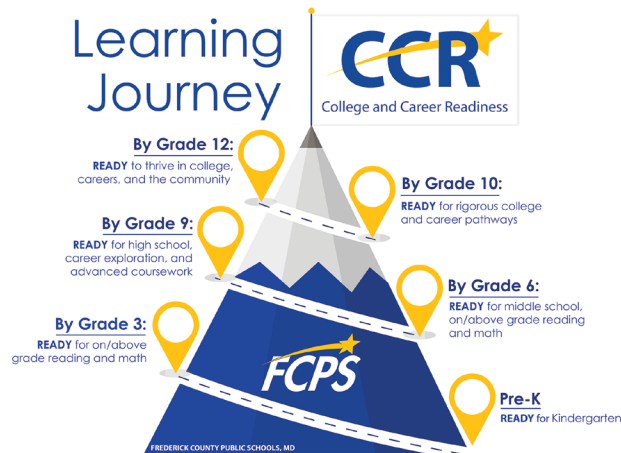 Learning
Journey
CCR
College and Career Readiness
By Grade 12:
READY to thrive in college,
careers, and the community
By Grade 10:
READY for rigorous college
and career pathways
By Grade 9:
READY for high school,
career exploration, and
advanced coursework
By Grade 6:
READY for middle school,
on/above grade reading
and math
By Grade 3:
READY for on/above
grade reading and math
FCPS
Pre-K
READY for Kindergarten
FREDERICK COUNTY PUBLIC SCHOOLS, MD